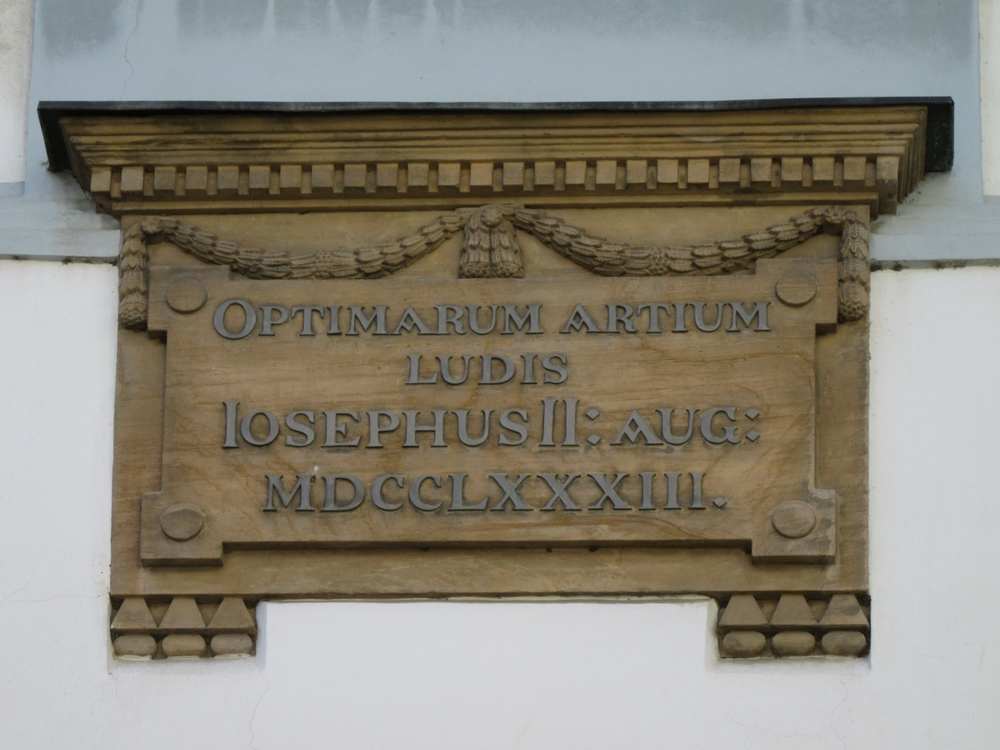 OPTIMARUM ARTIUM
LUDIS
IOSEPHUS II: AUG:
MDCCLXXXIII.